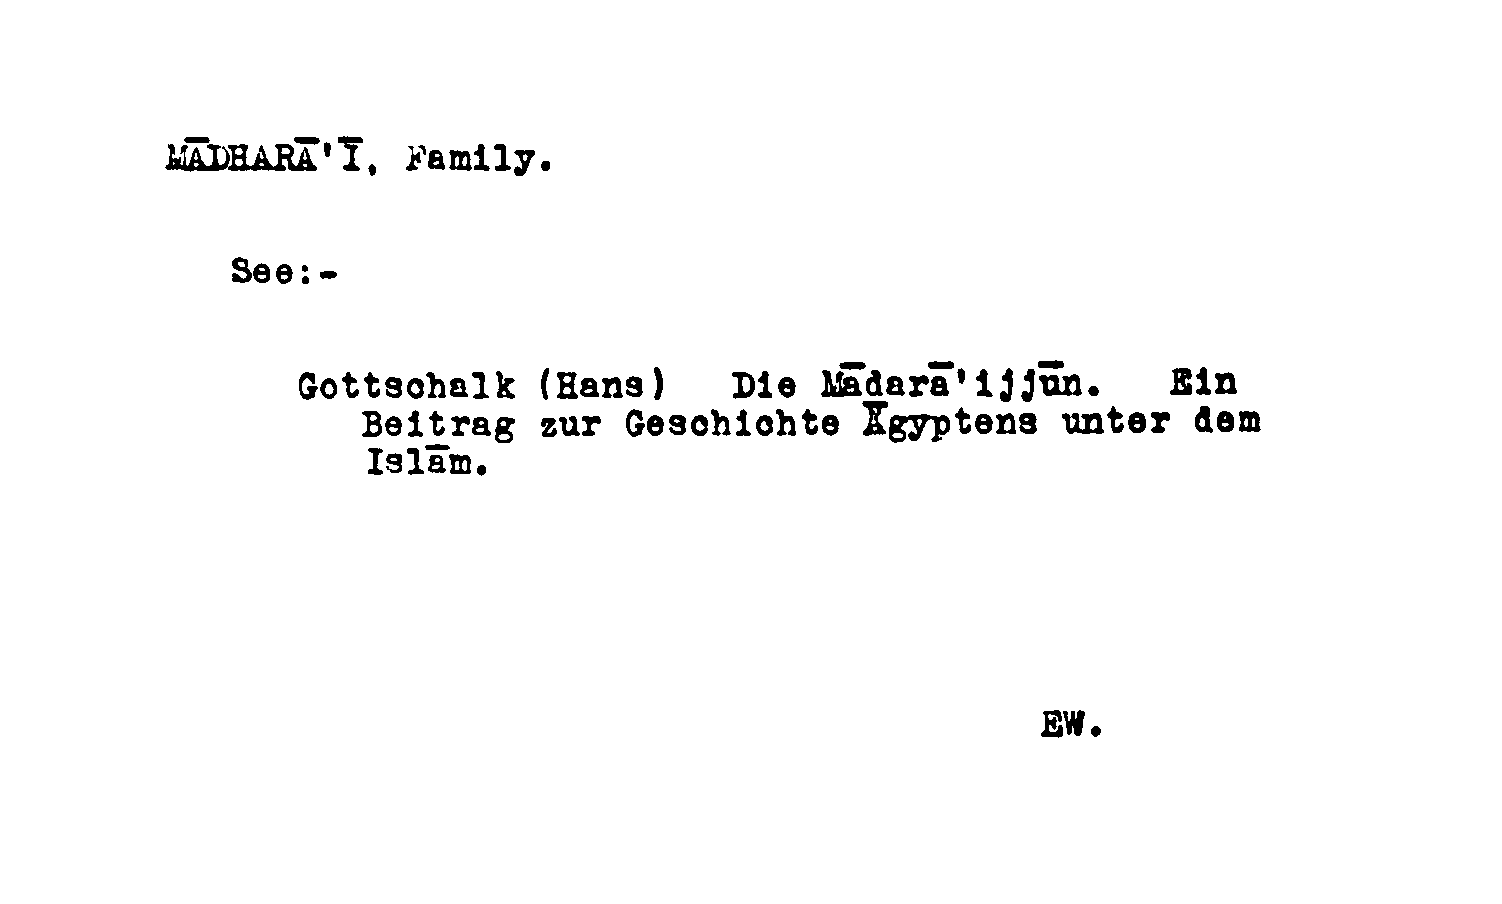 MĀDHARĀ'Ī, Family.
See:-
Gottschalk (Hans) Die Mādarā'ijjūn. Ein
Beitrag zur Geschichte Ägyptens unter dem
Islām.
EW.